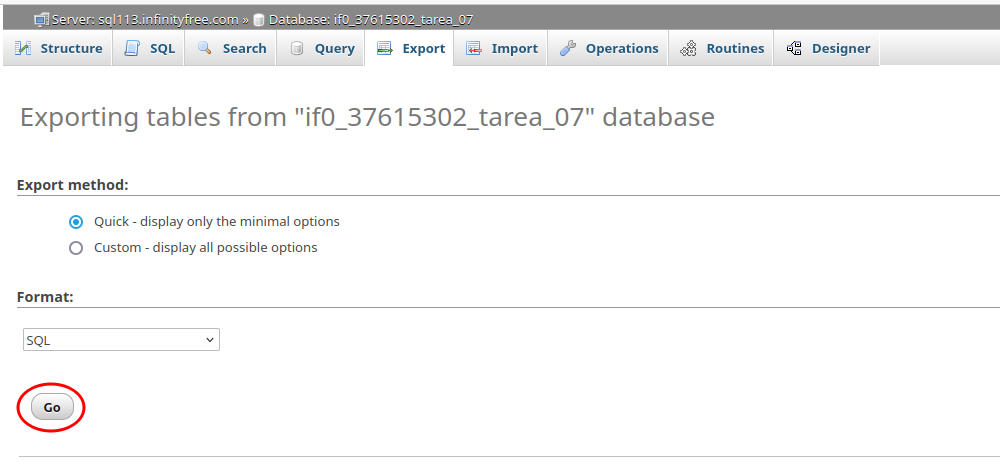 Server: sql113.infinityfree.com » Database: if0_37615302_tarea_07
Structure SQL Search Query Export Import Operations Routines Designer
Exporting tables from "if0_37615302_tarea_07" database
Export method:
Quick - display only the minimal options
Custom - display all possible options
Format:
SQL
Go